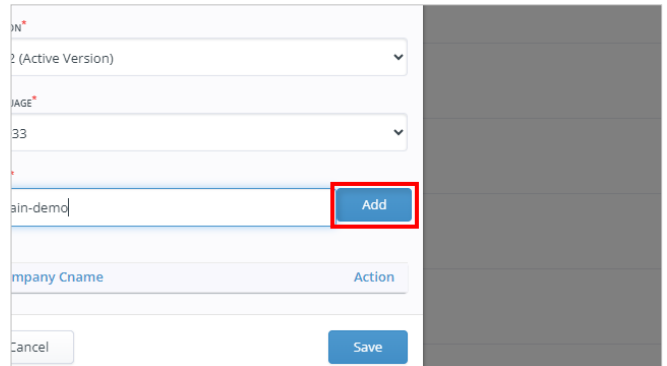 ON*
2 (Active Version)
UAGE*
33
*
ain-demo
Add
mpany Cname
Action
Cancel
Save